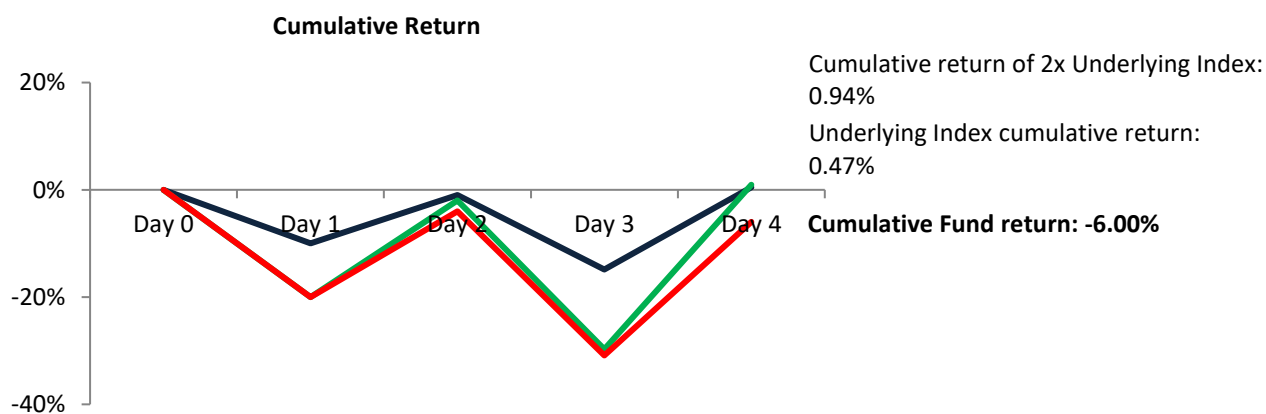 Cumulative Return
Cumulative return of 2x Underlying Index:
0.94%
Underlying Index cumulative return:
0.47%
Cumulative Fund return: -6.00%
20%
0%
-20%
-40%
Day 0
Day 1
Day 2
Day 3
Day 4